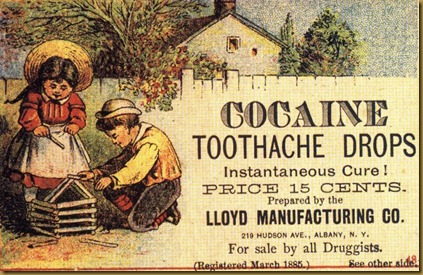 COCAINE
TOOTHACHE DROPS
Instantaneous Cure!
PRICE 15 CENTS.
Prepared by the
LLOYD MANUFACTURING CO.
219 HUDSON AVE., ALBANY, N. Y.
For sale by all Druggists.
(Registered March 1885.) See other side.